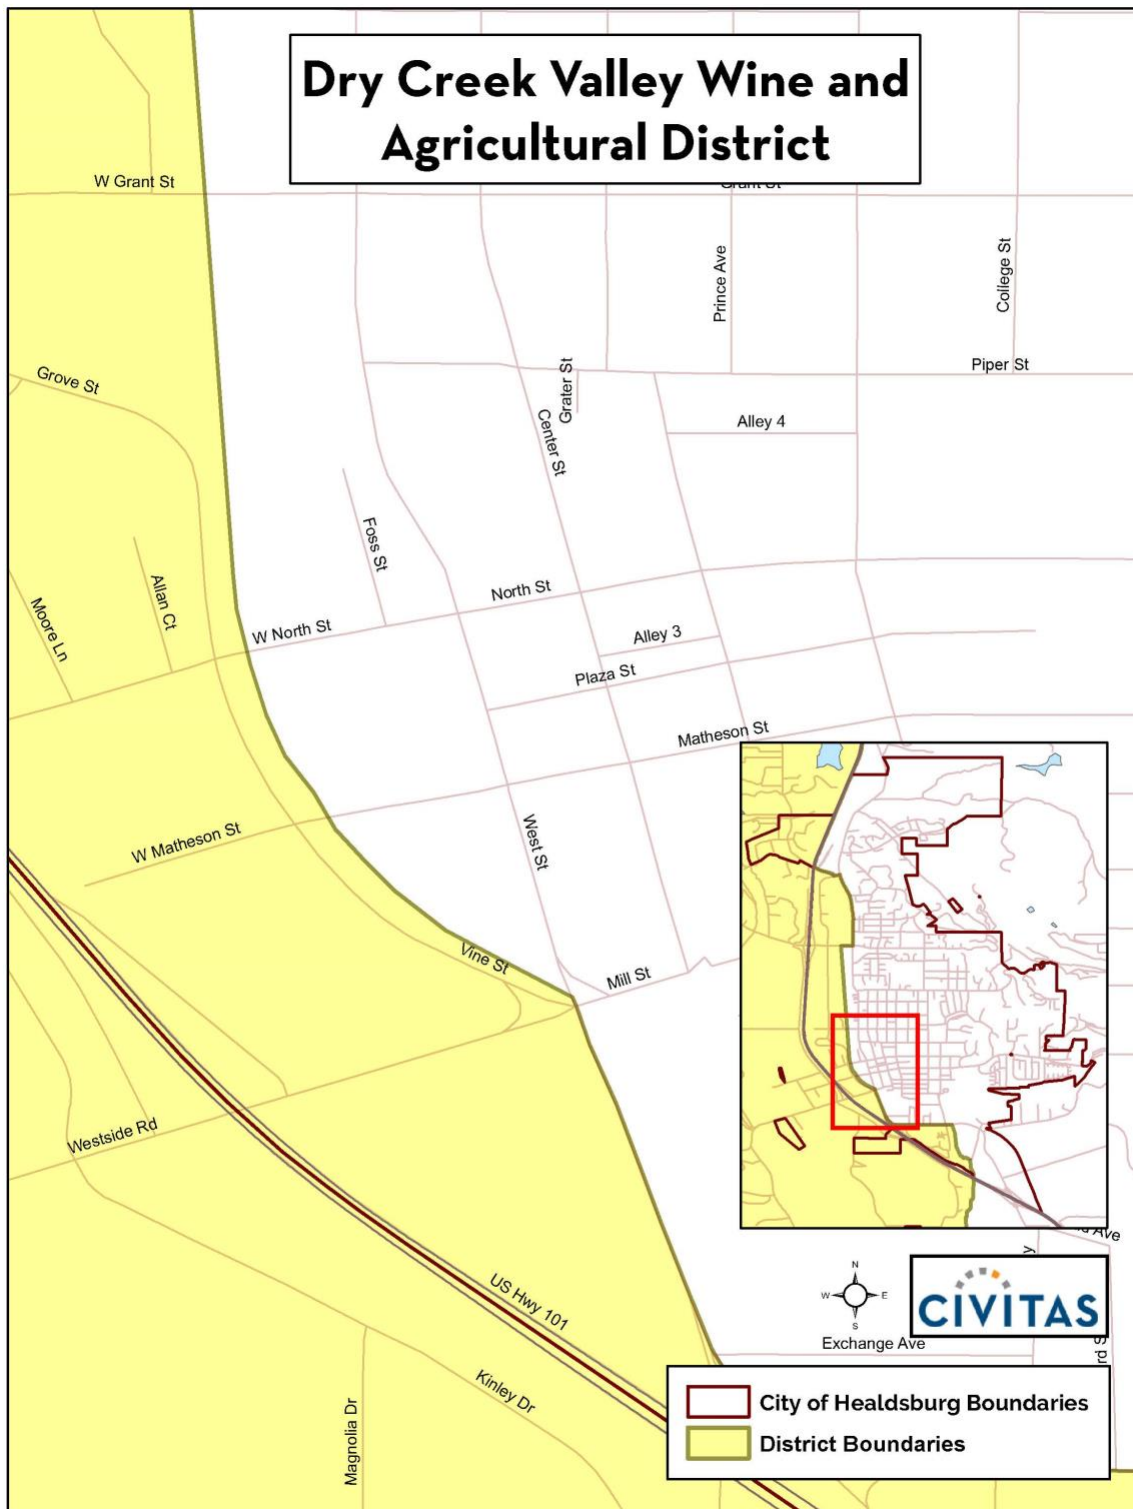 Dry Creek Valley Wine and
Agricultural District
W Grant St
Grant St
Prince Ave
College St
Grove St
Piper St
Grater St
Center St
Alley 4
Foss St
Allan Ct
Moore Ln
North St
W North St
Alley 3
Plaza St
Matheson St
W Matheson St
West St
Vine St
Mill St
Westside Rd
US Hwy 101
Kinley Dr
Magnolia Dr
Ave
N
W
E
S
CIVITAS
Exchange Ave
City of Healdsburg Boundaries
District Boundaries